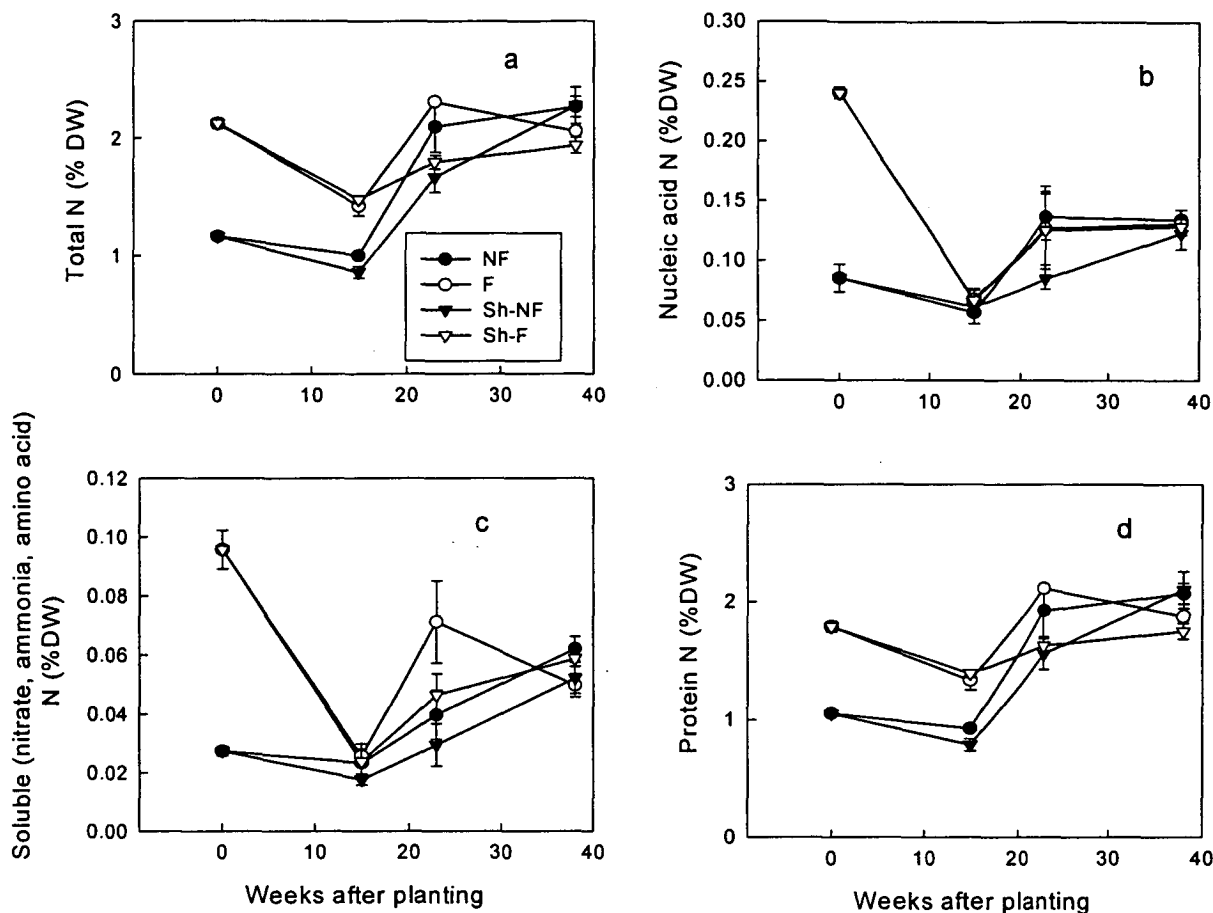 a
Total N (% DW)
3
2
1
0
0 10 20 30 40
NF
F
Sh-NF
Sh-F
b
Nucleic acid N (%DW)
0.30
0.25
0.20
0.15
0.10
0.05
0.00
0 10 20 30 40
c
Soluble (nitrate, ammonia, amino acid)
N (%DW)
0.12
0.10
0.08
0.06
0.04
0.02
0.00
0 10 20 30 40
Weeks after planting
d
Protein N (%DW)
3
2
1
0
0 10 20 30 40
Weeks after planting